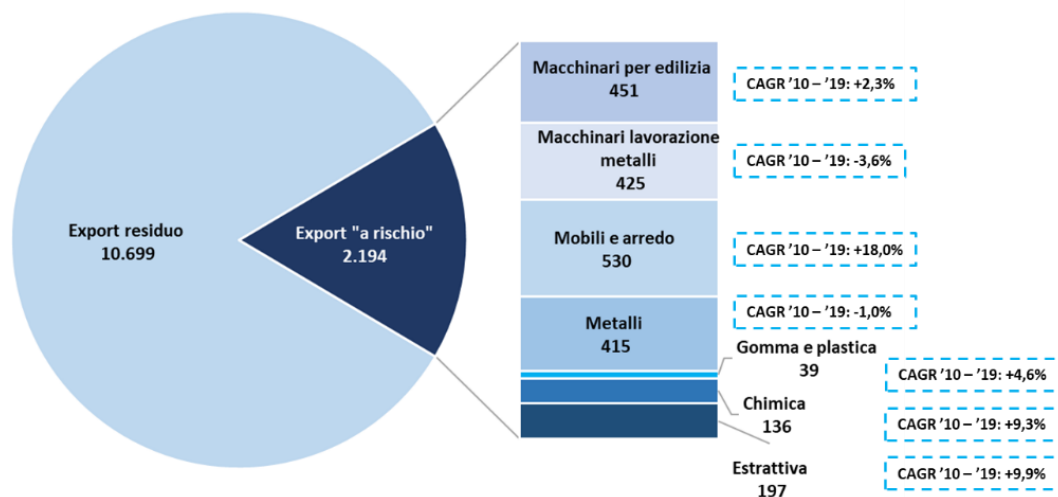 Export residuo
10.699
Export "a rischio"
2.194
Macchinari per edilizia
451
CAGR '10 – '19: +2,3%
Macchinari lavorazione
metalli
425
CAGR '10 – '19: -3,6%
Mobili e arredo
530
CAGR '10 – '19: +18,0%
Metalli
415
CAGR '10 – '19: -1,0%
Gomma e plastica
39
CAGR '10 – '19: +4,6%
Chimica
136
CAGR '10 – '19: +9,3%
Estrattiva
197
CAGR '10 – '19: +9,9%